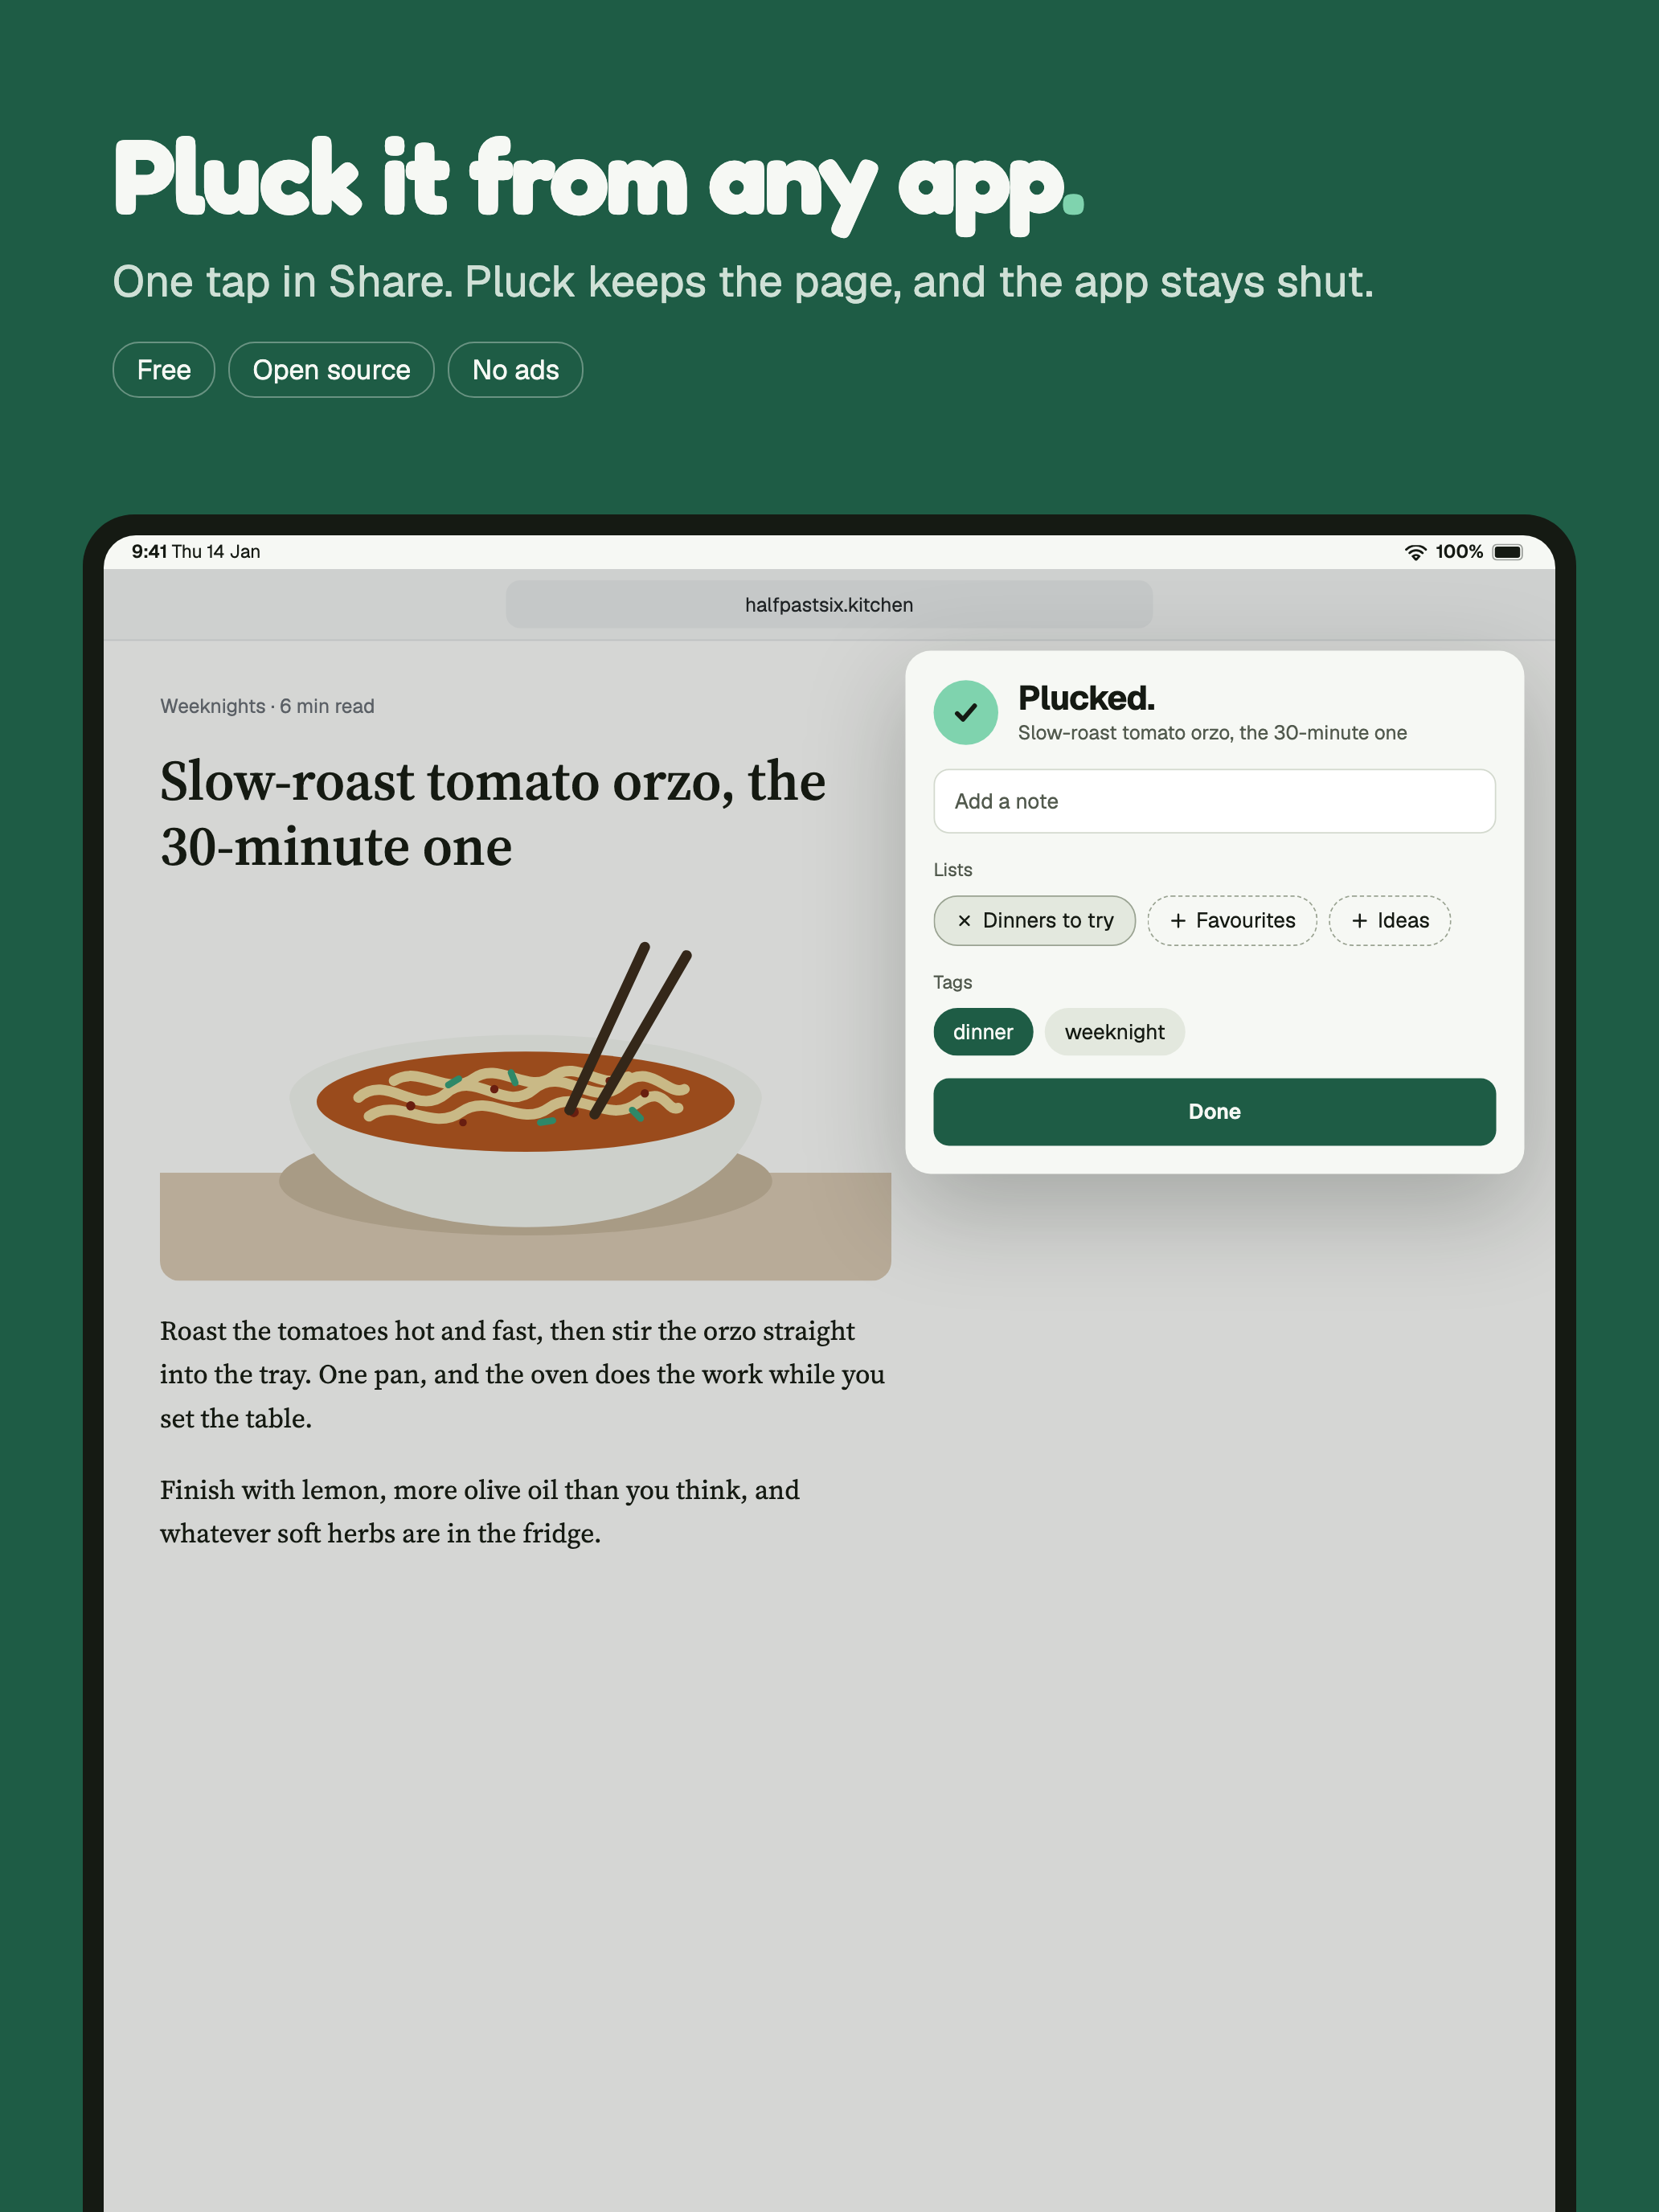 Pluck it from any app.
One tap in Share. Pluck keeps the page, and the app stays shut.
Free
Open source
No ads
9:41 Thu 14 Jan
100%
halfpastsix.kitchen
Weeknights · 6 min read
Slow-roast tomato orzo, the
30-minute one
Roast the tomatoes hot and fast, then stir the orzo straight
into the tray. One pan, and the oven does the work while you
set the table.
Finish with lemon, more olive oil than you think, and
whatever soft herbs are in the fridge.
Plucked.
Slow-roast tomato orzo, the 30-minute one
Add a note
Lists
× Dinners to try
+ Favourites
+ Ideas
Tags
dinner
weeknight
Done